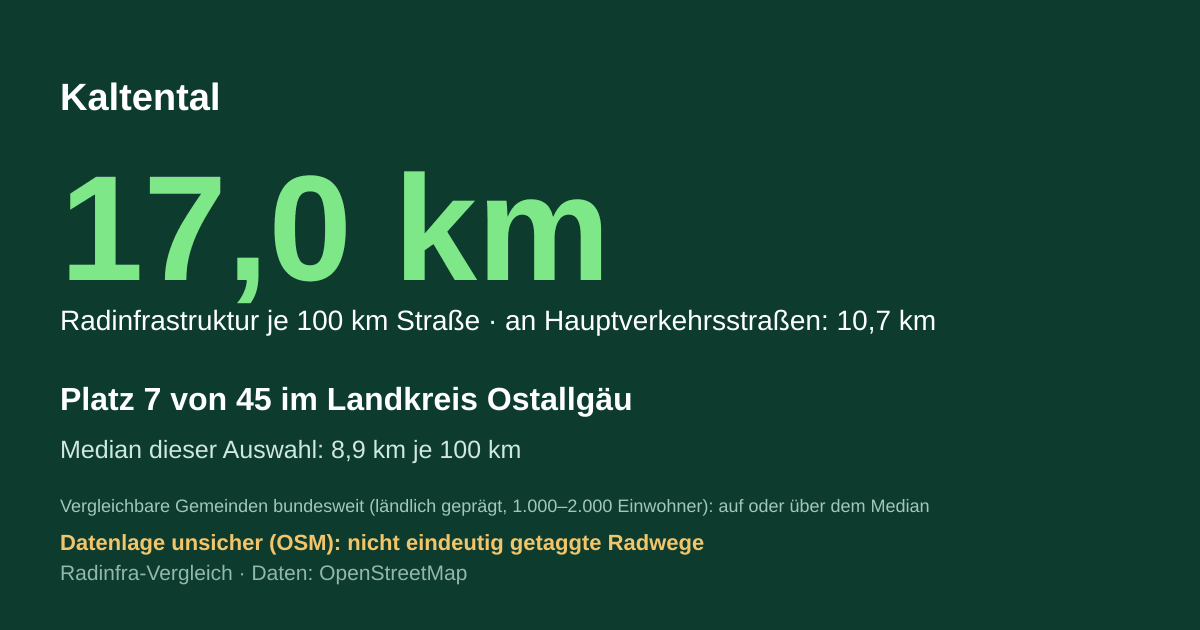 Kaltental
17,0 km
Radinfrastruktur je 100 km Straße · an Hauptverkehrsstraßen: 10,7 km
Platz 7 von 45 im Landkreis Ostallgäu
Median dieser Auswahl: 8,9 km je 100 km
Vergleichbare Gemeinden bundesweit (ländlich geprägt, 1.000–2.000 Einwohner): auf oder über dem Median
Datenlage unsicher (OSM): nicht eindeutig getaggte Radwege
Radinfra-Vergleich · Daten: OpenStreetMap